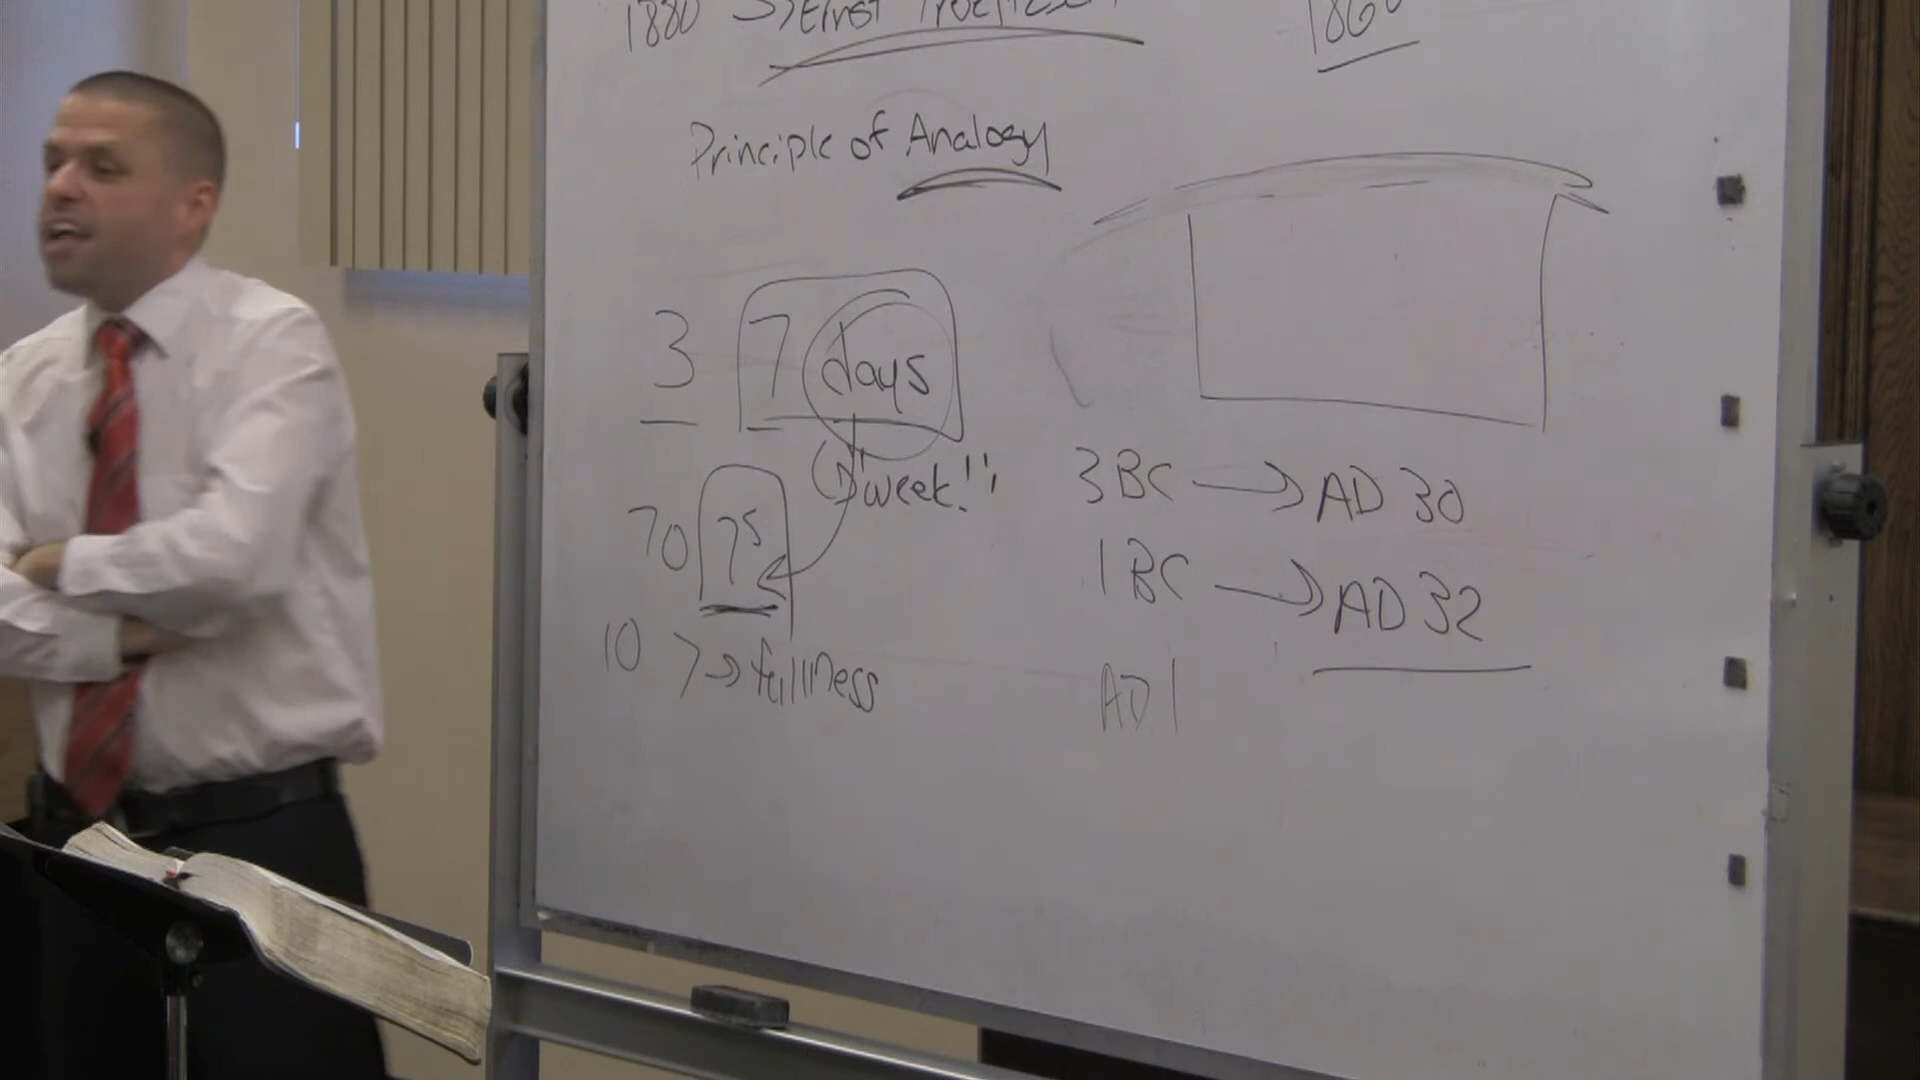 1880 → First
1860
Principle of Analogy
3 7 days
"week!"
70 7s
10 7 → fullness
3 BC → AD 30
1 BC → AD 32
AD 1